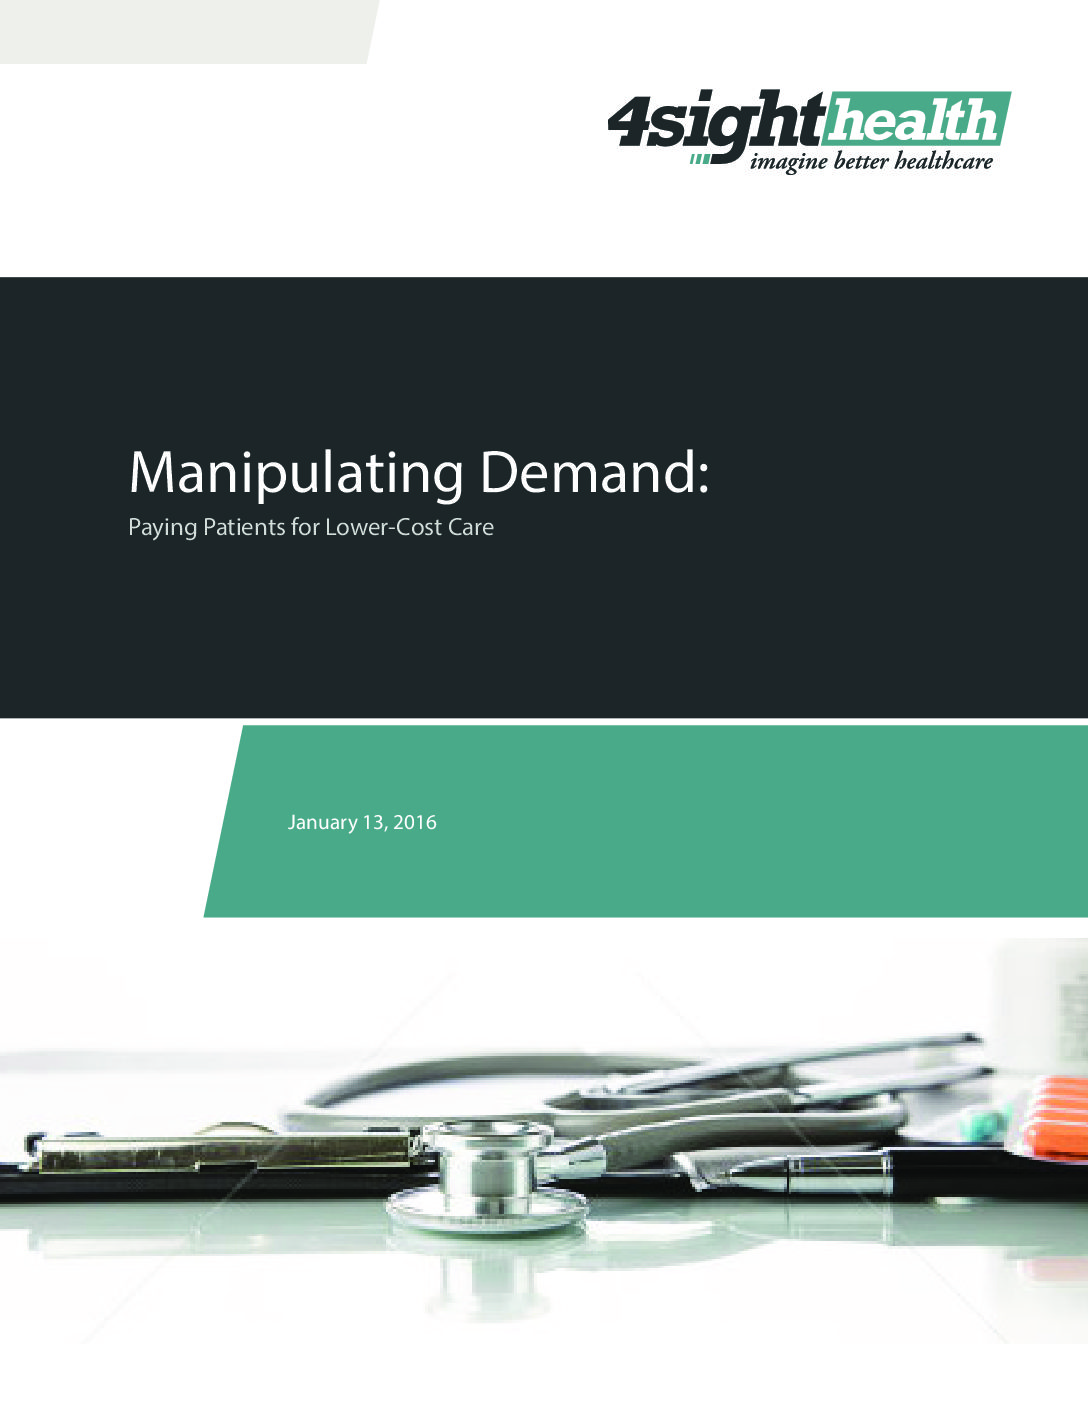 4sighthealth
imagine better healthcare
Manipulating Demand:
Paying Patients for Lower-Cost Care
January 13, 2016